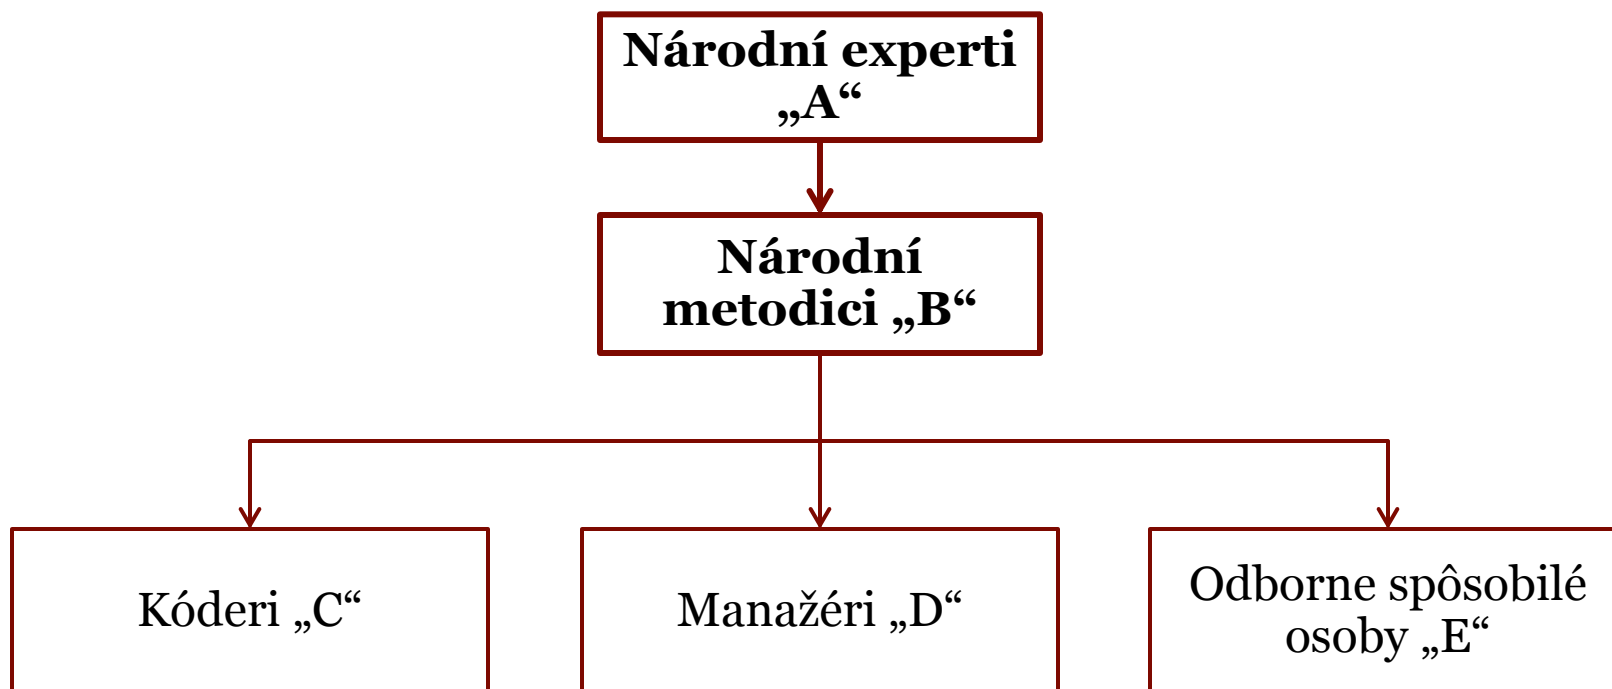 Národní experti
„A“
Národní
metodici „B“
Kóderi „C“
Manažéri „D“
Odborne spôsobilé
osoby „E“